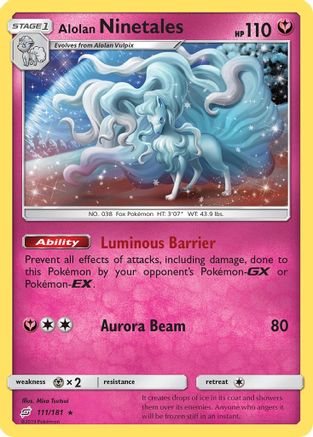 STAGE 1 Alolan Ninetales HP 110
Evolves from Alolan Vulpix
NO. 038 Fox Pokémon HT: 3'07" WT: 43.9 lbs.
Ability Luminous Barrier
Prevent all effects of attacks, including damage, done
to this Pokémon by your opponent's Pokémon-GX or
Pokémon-EX.
Aurora Beam 80
weakness ×2 resistance retreat
Illus. Mina Tsutsui
111/181 ★
©2019 Pokémon
It creates drops of ice in its coat and showers
them over its enemies. Anyone who angers it
will be frozen stiff in an instant.